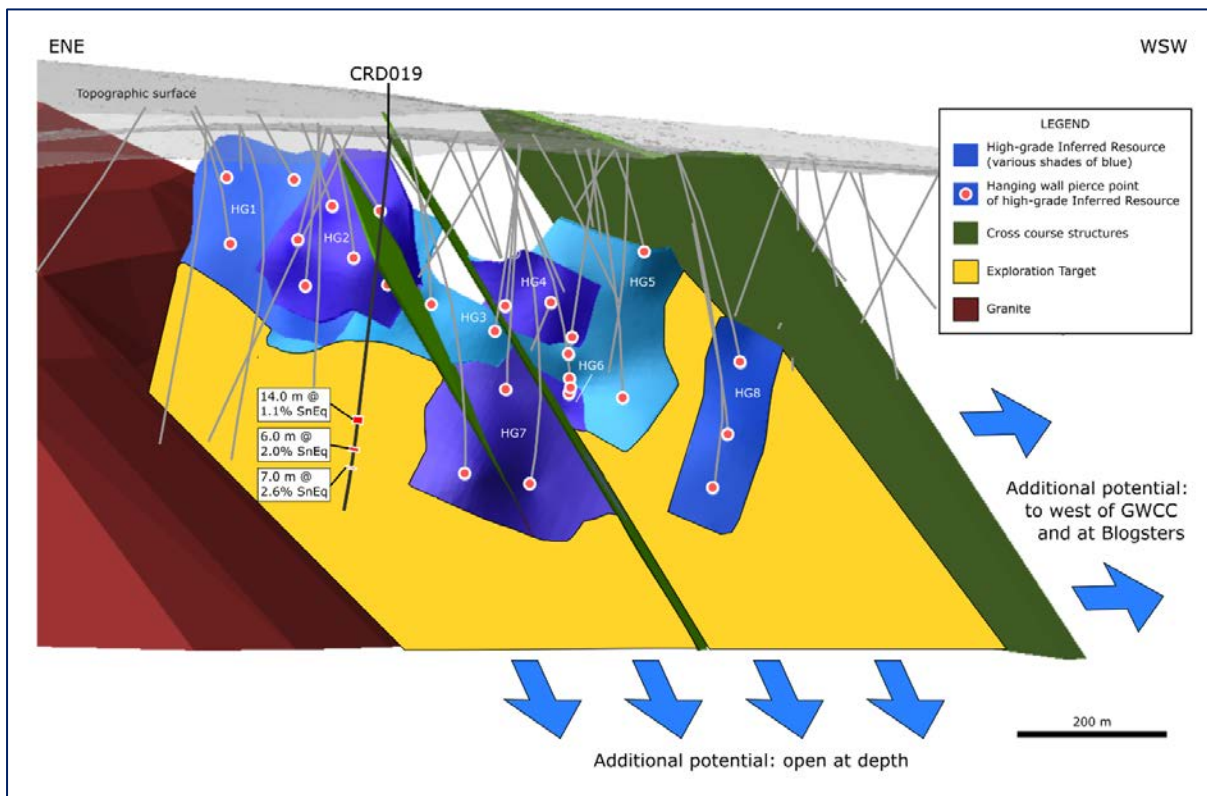 ENE
WSW
CRD019
Topographic surface
LEGEND
High-grade Inferred Resource
(various shades of blue)
Hanging wall pierce point
of high-grade Inferred Resource
Cross course structures
Exploration Target
Granite
HG1
HG2
HG3
HG4
HG5
HG6
HG7
HG8
14.0 m @
1.1% SnEq
6.0 m @
2.0% SnEq
7.0 m @
2.6% SnEq
Additional potential:
to west of GWCC
and at Blogsters
200 m
Additional potential: open at depth